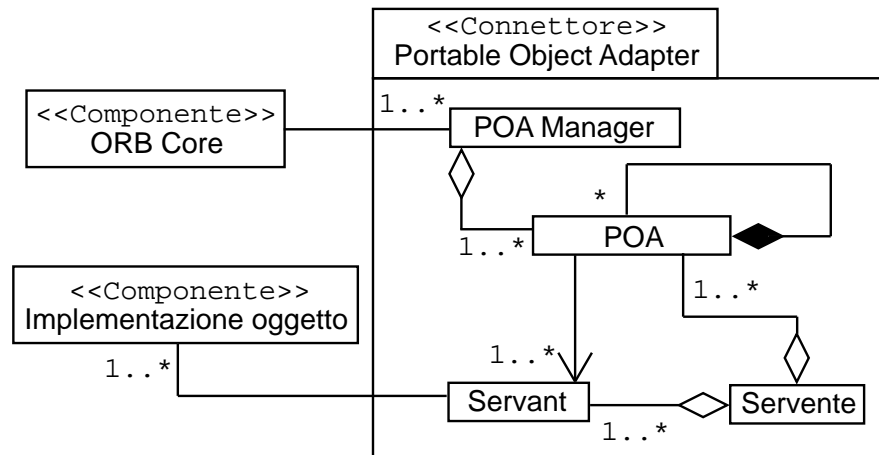 <<Connettore>>
Portable Object Adapter
<<Componente>>
ORB Core
1..*
POA Manager
*
1..*
POA
<<Componente>>
Implementazione oggetto
1..*
1..*
1..*
Servant
Servente
1..*